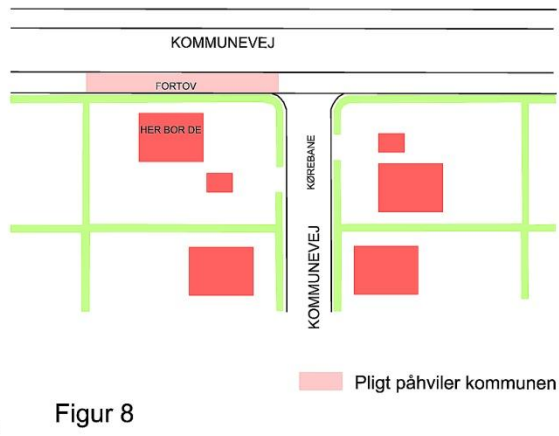 KOMMUNEVEJ
FORTOV
HER BOR DE
KØREBANE
KOMMUNEVEJ
Pligt påhviler kommunen
Figur 8